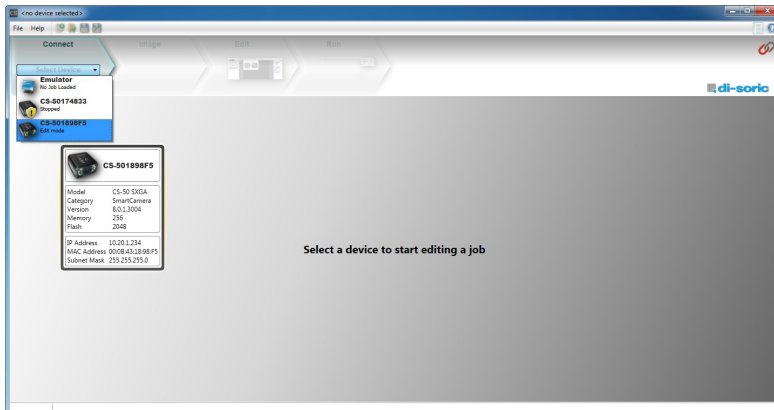 <no device selected>
File Help
Connect Image Edit Run
Select Device
Emulator
No Job Loaded
CS-50174833
Stopped
CS-501898F5
Edit mode
di-soric
CS-501898F5
Model CS-50 SXGA
Category SmartCamera
Version 8.0.1.3004
Memory 256
Flash 2048
IP Address 10.20.1.234
MAC Address 00:08:43:18:98:F5
Subnet Mask 255.255.255.0
Select a device to start editing a job